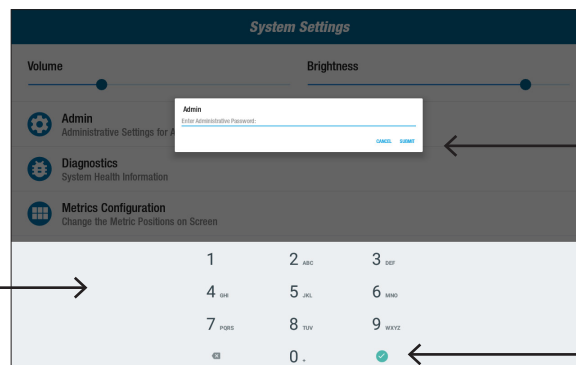 System Settings
Volume Brightness
Admin
Enter Administrative Password:
CANCEL SUBMIT
Admin
Administrative Settings for A
Diagnostics
System Health Information
Metrics Configuration
Change the Metric Positions on Screen
1 2 ABC 3 DEF
4 GHI 5 JKL 6 MNO
7 PQRS 8 TUV 9 WXYZ
0 .